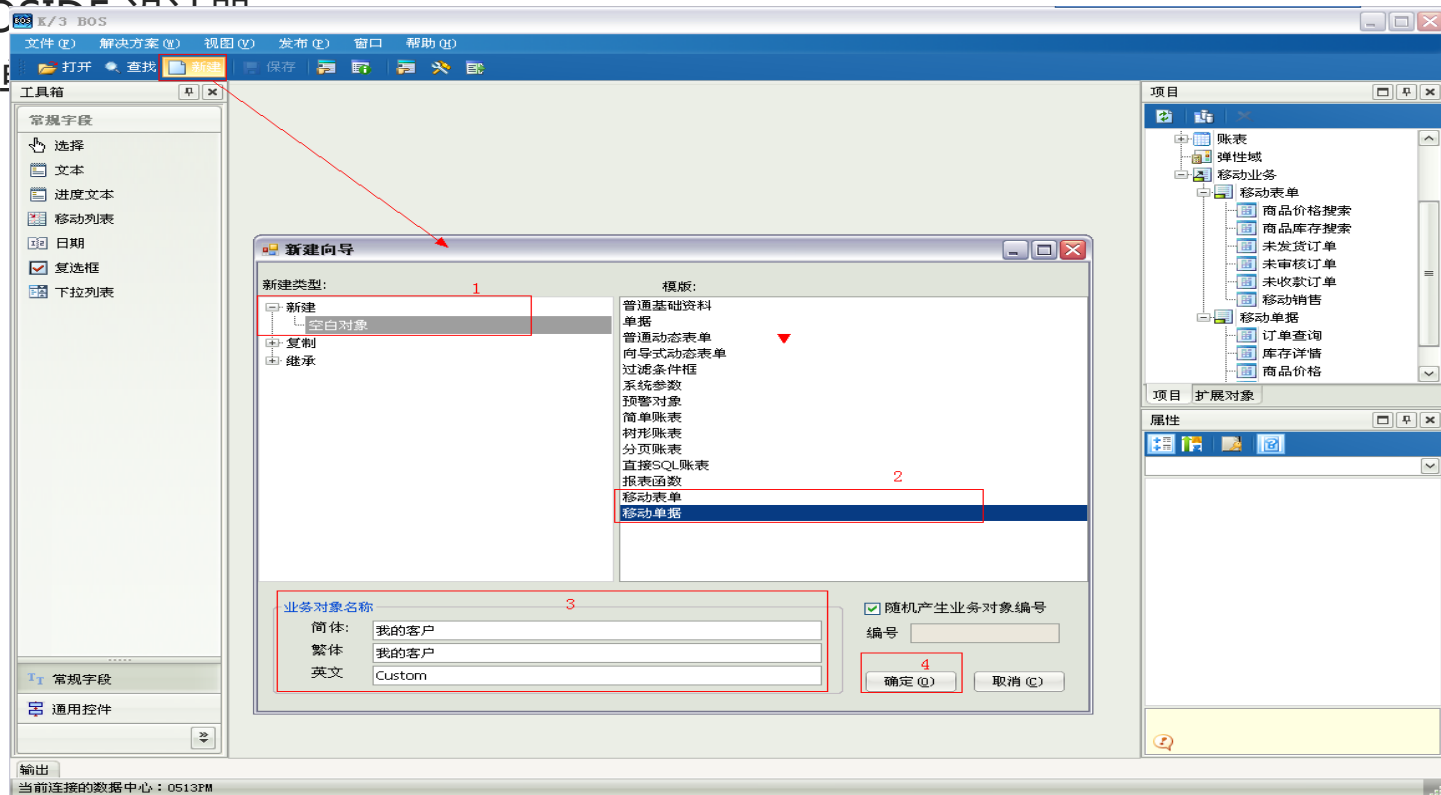 K/3 BOS
文件(F) 解决方案(W) 视图(V) 发布(P) 窗口 帮助(H)
打开 查找 新建 保存
工具箱
常规字段
选择
文本
进度文本
移动列表
日期
复选框
下拉列表
常规字段
通用控件
新建向导
新建类型: 1
模版:
新建
空白对象
复制
继承
普通基础资料
单据
普通动态表单
向导式动态表单
过滤条件框
系统参数
预警对象
简单账表
树形账表
分页账表
直接SQL账表
报表函数
2
移动表单
移动单据
业务对象名称 3
简体: 我的客户
繁体 我的客户
英文 Custom
随机产生业务对象编号
编号
4
确定(O) 取消(C)
项目
账表
弹性域
移动业务
移动表单
商品价格搜索
商品库存搜索
未发货订单
未审核订单
未收款订单
移动销售
移动单据
订单查询
库存详情
商品价格
项目 扩展对象
属性
输出
当前连接的数据中心：0513PM